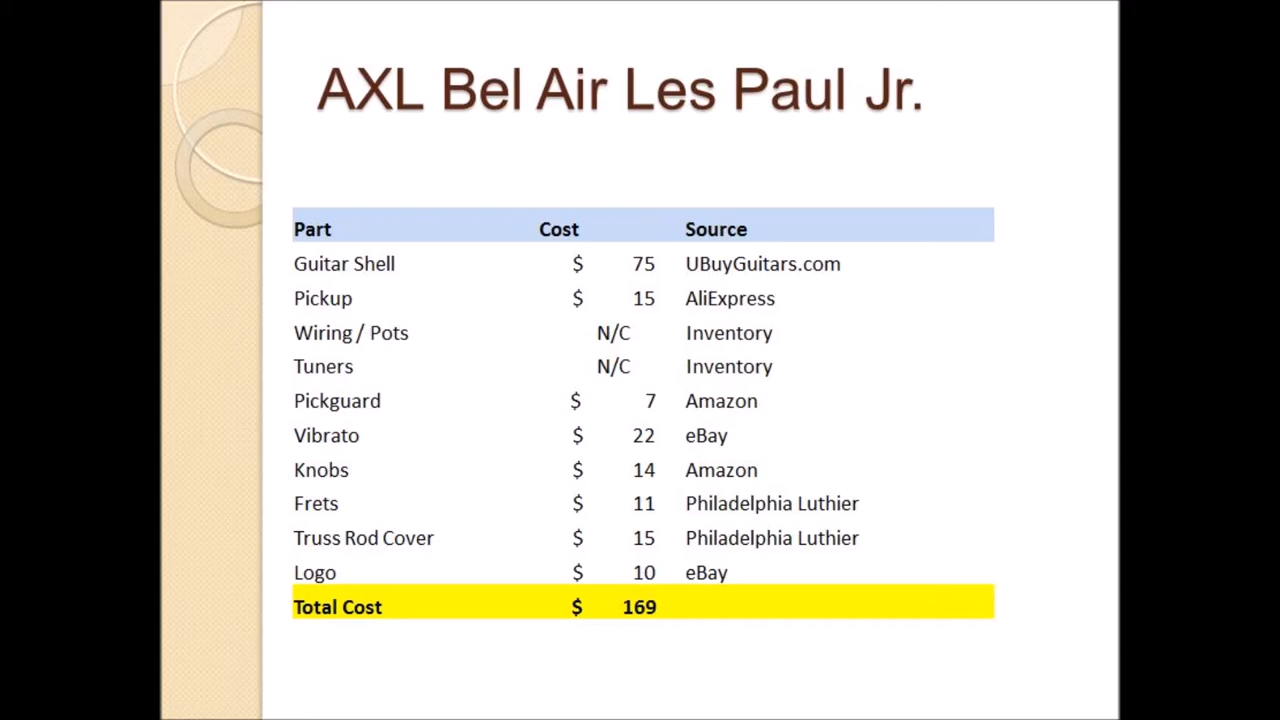 AXL Bel Air Les Paul Jr.
Part Cost Source
Guitar Shell $ 75 UBuyGuitars.com
Pickup $ 15 AliExpress
Wiring / Pots N/C Inventory
Tuners N/C Inventory
Pickguard $ 7 Amazon
Vibrato $ 22 eBay
Knobs $ 14 Amazon
Frets $ 11 Philadelphia Luthier
Truss Rod Cover $ 15 Philadelphia Luthier
Logo $ 10 eBay
Total Cost $ 169